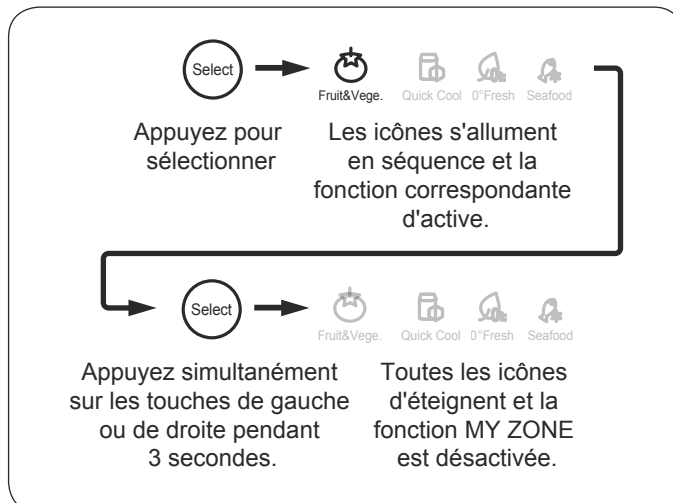 Select
Fruit&Vege. Quick Cool 0°Fresh Seafood
Appuyez pour
sélectionner
Les icônes s'allument
en séquence et la
fonction correspondante
d'active.
Select
Fruit&Vege. Quick Cool 0°Fresh Seafood
Appuyez simultanément
sur les touches de gauche
ou de droite pendant
3 secondes.
Toutes les icônes
d'éteignent et la
fonction MY ZONE
est désactivée.